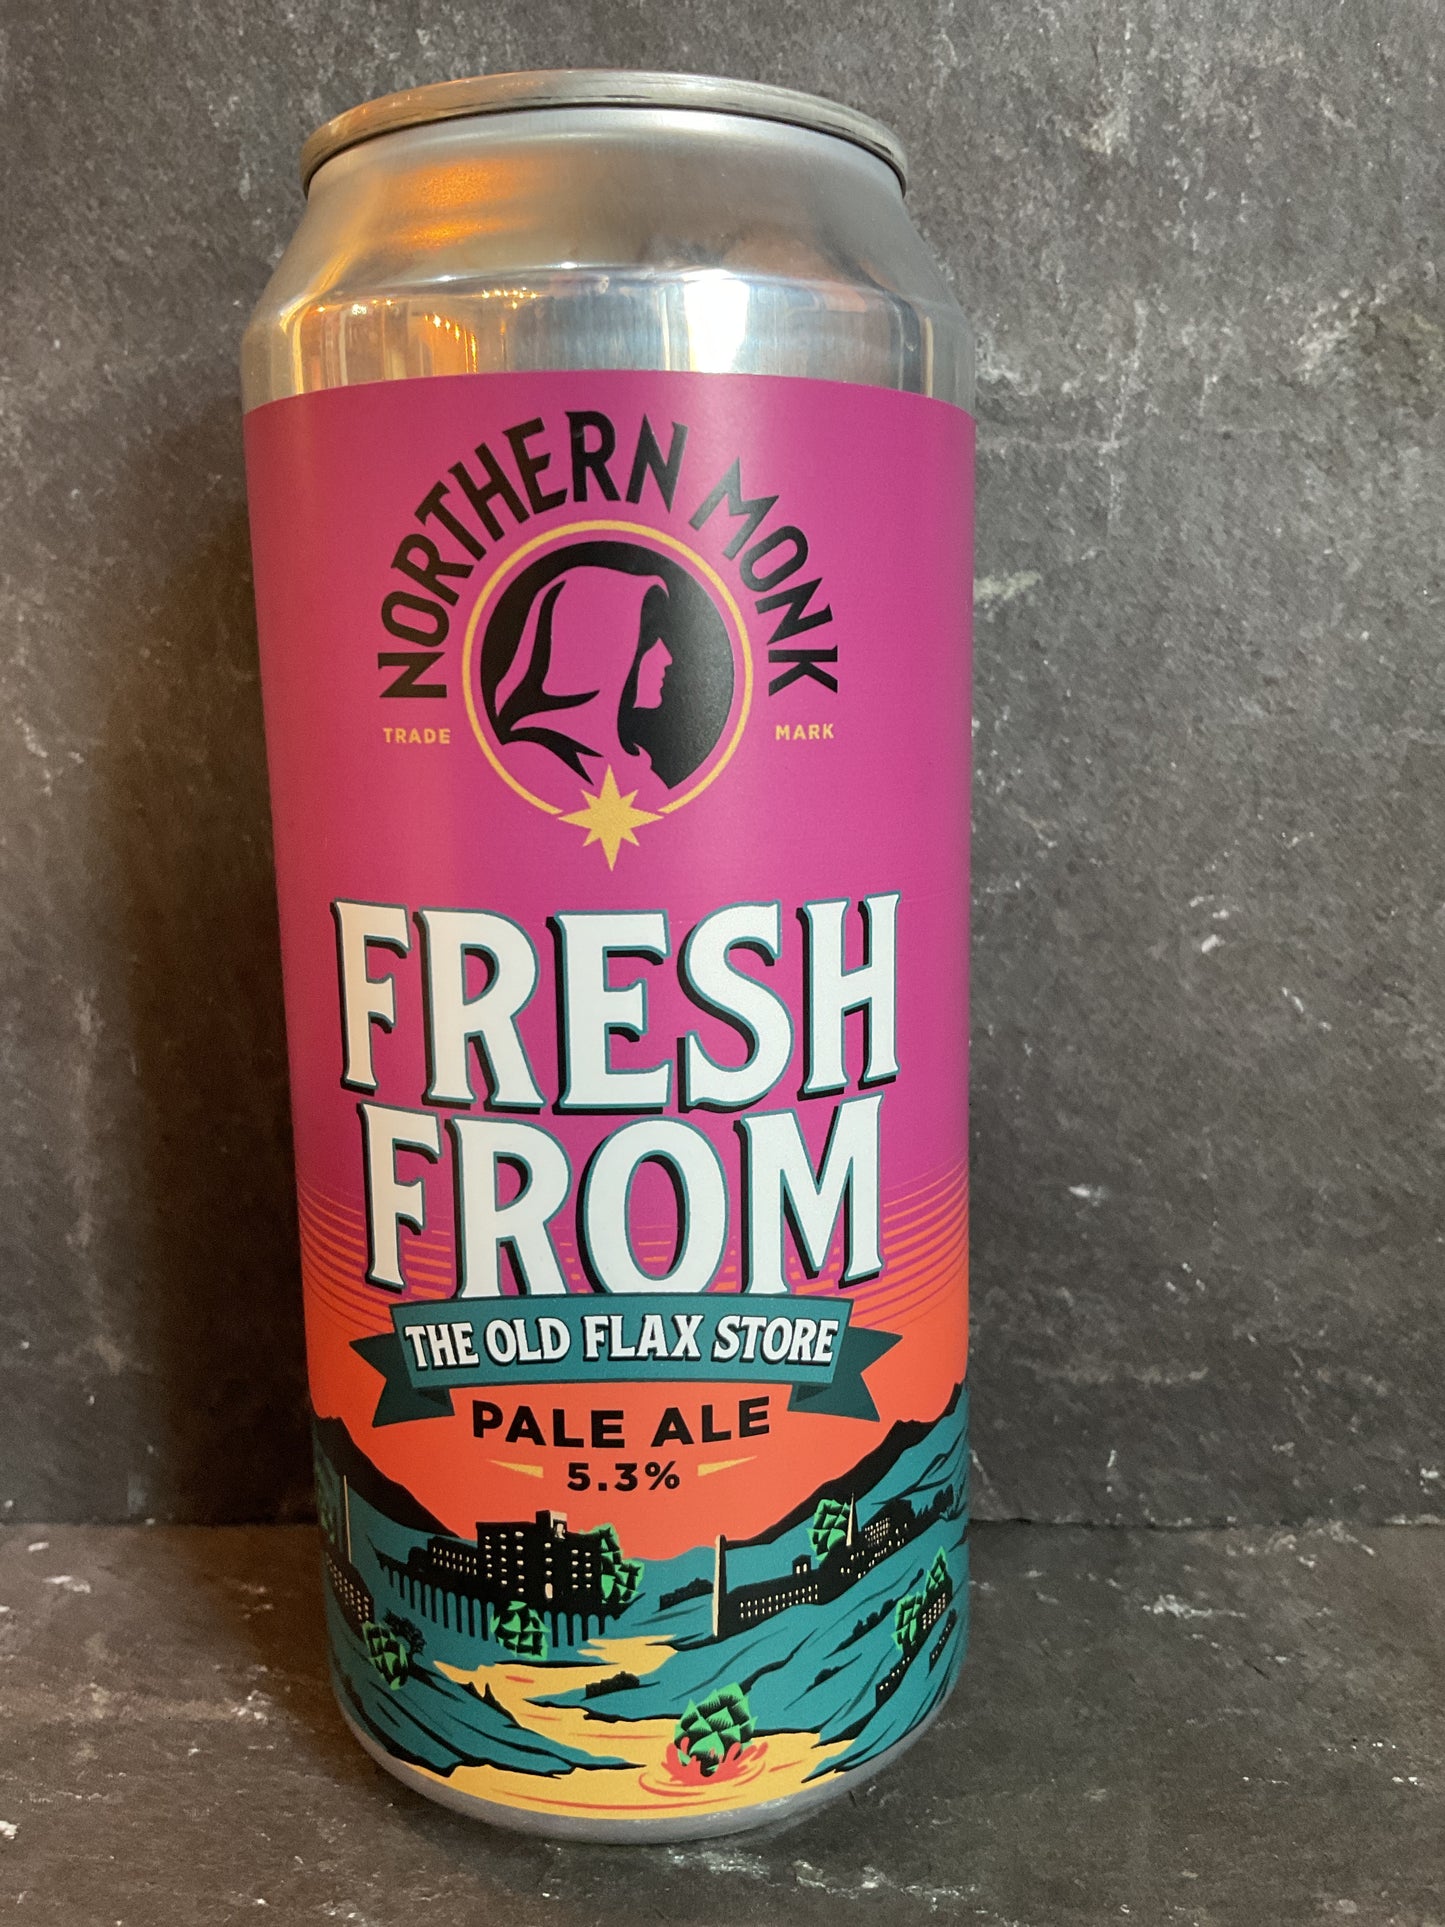 NORTHERN MONK
TRADE MARK
FRESH
FROM
THE OLD FLAX STORE
PALE ALE
5.3%